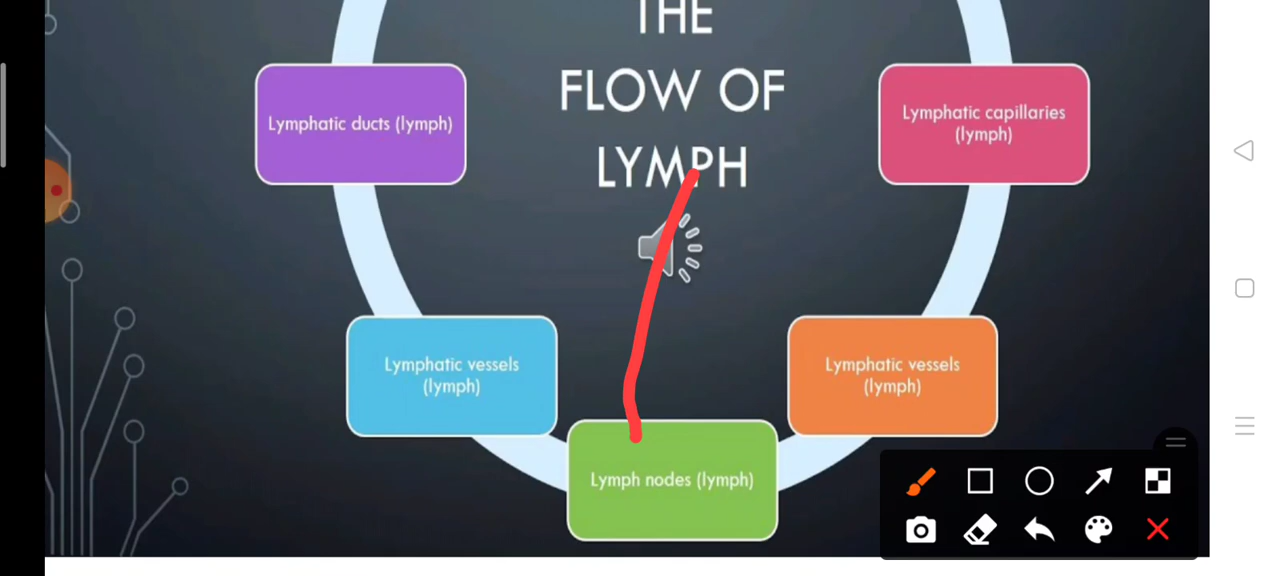 THE
FLOW OF
LYMPH
Lymphatic ducts (lymph)
Lymphatic capillaries
(lymph)
Lymphatic vessels
(lymph)
Lymphatic vessels
(lymph)
Lymph nodes (lymph)